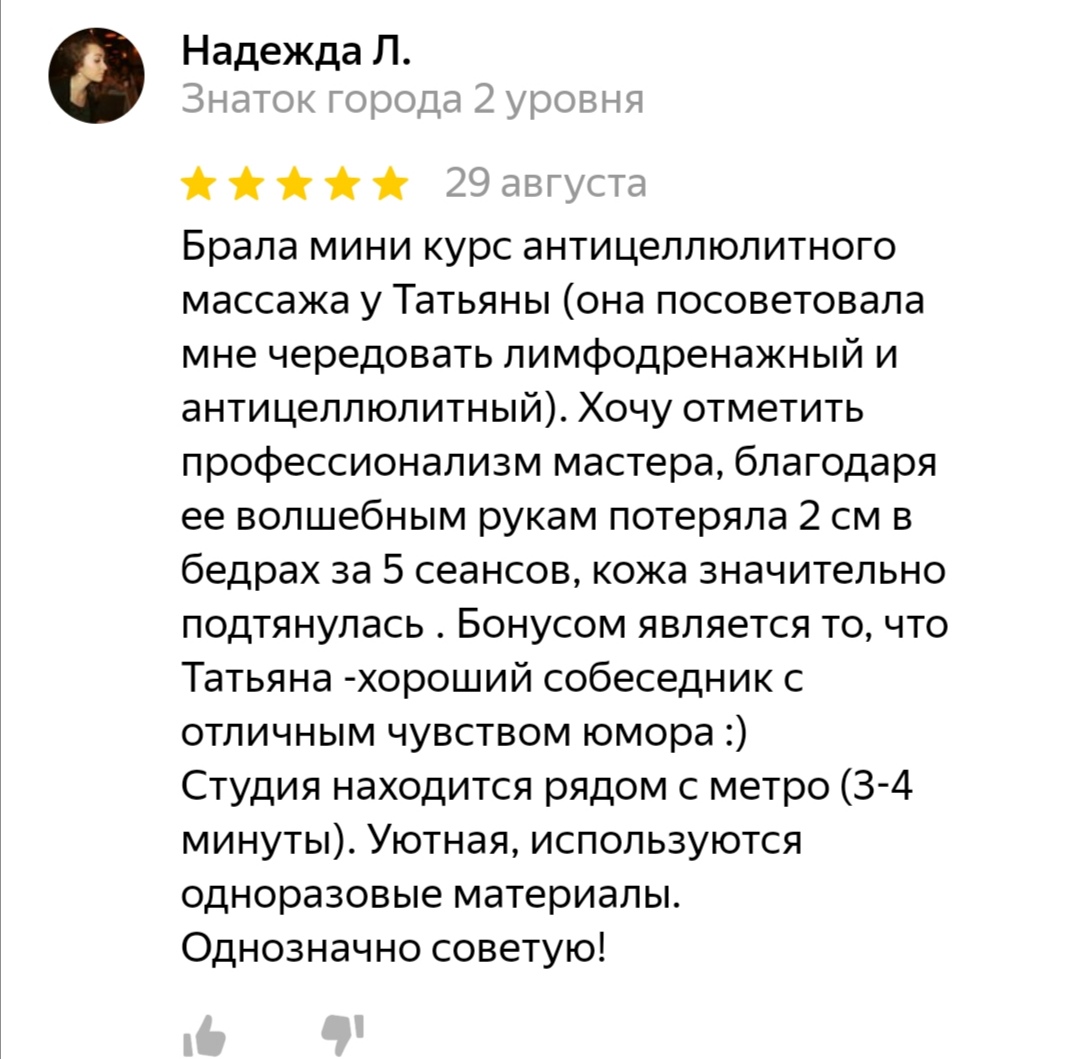 Надежда Л.
Знаток города 2 уровня
29 августа
Брала мини курс антицеллюлитного
массажа у Татьяны (она посоветовала
мне чередовать лимфодренажный и
антицеллюлитный). Хочу отметить
профессионализм мастера, благодаря
ее волшебным рукам потеряла 2 см в
бедрах за 5 сеансов, кожа значительно
подтянулась . Бонусом является то, что
Татьяна -хороший собеседник с
отличным чувством юмора :)
Студия находится рядом с метро (3-4
минуты). Уютная, используются
одноразовые материалы.
Однозначно советую!